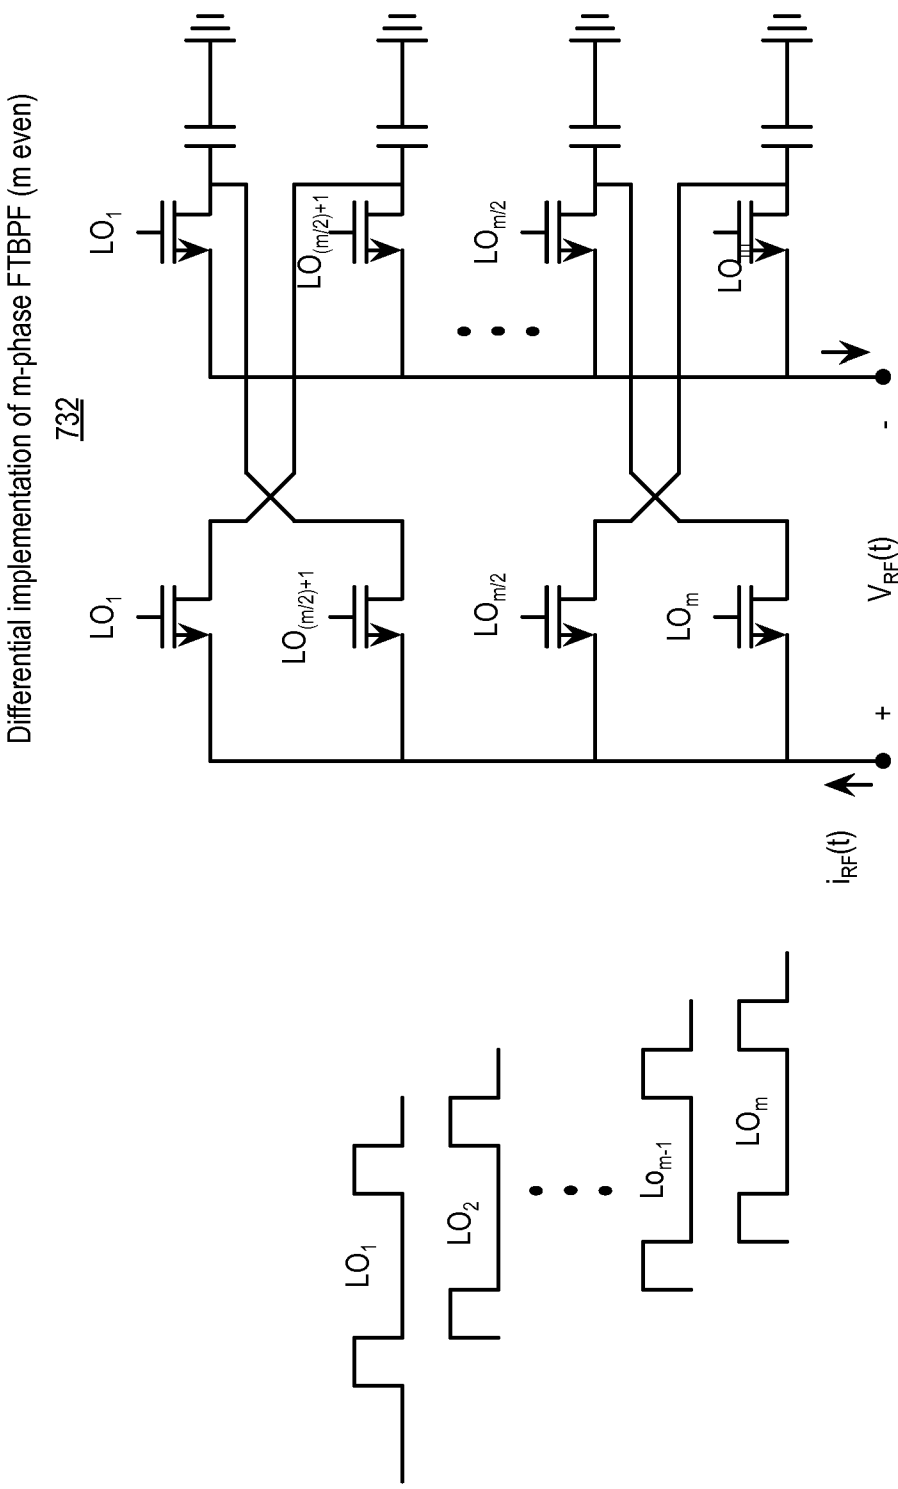 Differential implementation of m-phase FTBPF (m even)
732
LO1
LO(m/2)+1
LOm/2
LO
LO1
LO(m/2)+1
LOm/2
LOm
-
VRF(t)
+
iRF(t)
LO1
LO2
Lom-1
LOm